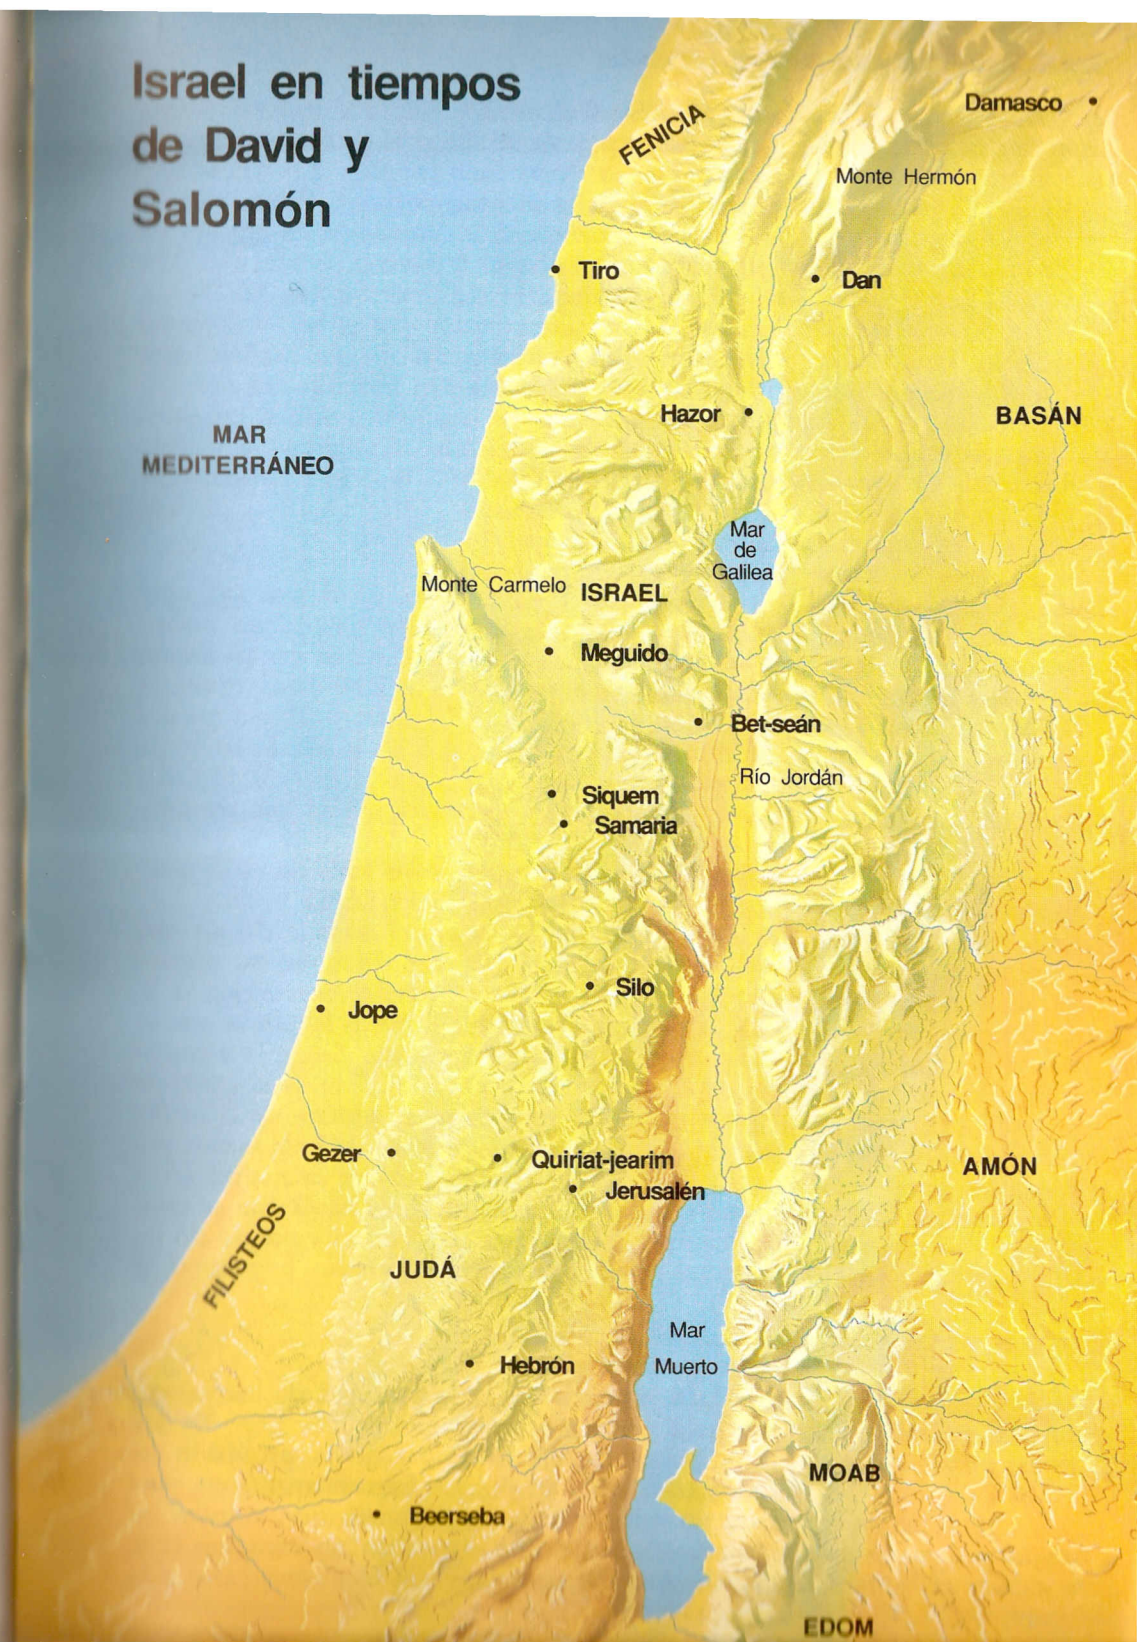 Israel en tiempos
de David y
Salomón
Damasco
FENICIA
Monte Hermón
Tiro
Dan
Hazor
BASÁN
MAR
MEDITERRÁNEO
Mar
de
Galilea
Monte Carmelo
ISRAEL
Meguido
Bet-seán
Río Jordán
Siquem
Samaria
Silo
Jope
Gezer
Quiriat-jearim
AMÓN
Jerusalén
FILISTEOS
JUDÁ
Mar
Muerto
Hebrón
MOAB
Beerseba
EDOM